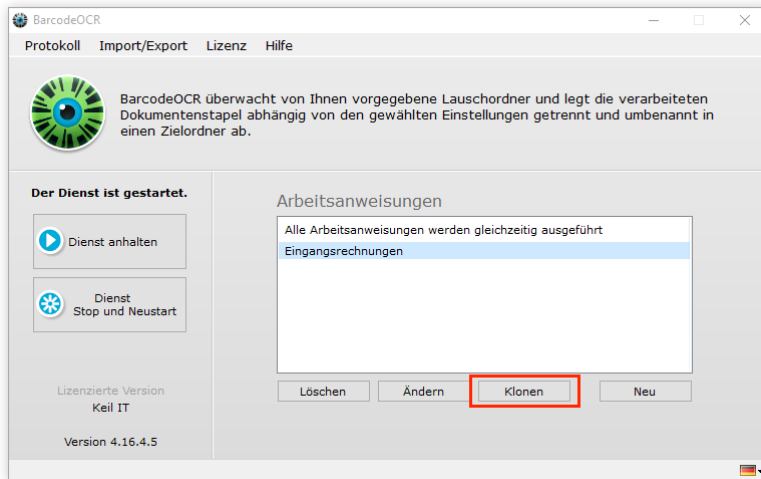 BarcodeOCR
Protokoll Import/Export Lizenz Hilfe
BarcodeOCR überwacht von Ihnen vorgegebene Lauschordner und legt die verarbeiteten
Dokumentenstapel abhängig von den gewählten Einstellungen getrennt und umbenannt in
einen Zielordner ab.
Der Dienst ist gestartet.
Dienst anhalten
Dienst
Stop und Neustart
Lizenzierte Version
Keil IT
Version 4.16.4.5
Arbeitsanweisungen
Alle Arbeitsanweisungen werden gleichzeitig ausgeführt
Eingangsrechnungen
Löschen Ändern Klonen Neu